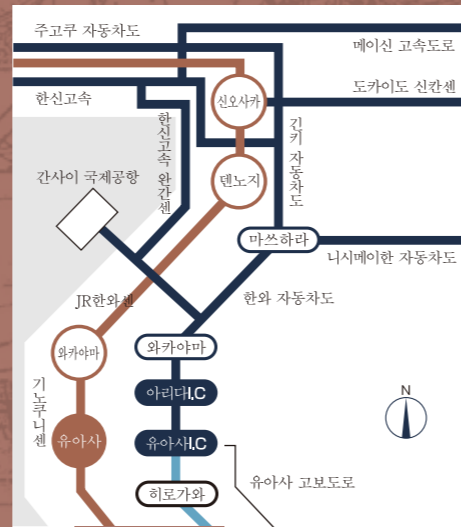 주고쿠 자동차도
메이신 고속도로
신오사카
도카이도 신칸센
한신고속
한신고속 완간센
긴키 자동차도
간사이 국제공항
덴노지
마쓰하라
니시메이한 자동차도
JR한와센
한와 자동차도
와카야마
와카야마
기노쿠니센
아리다I.C
N
유아사
유아사I.C
유아사 고보도로
히로가와